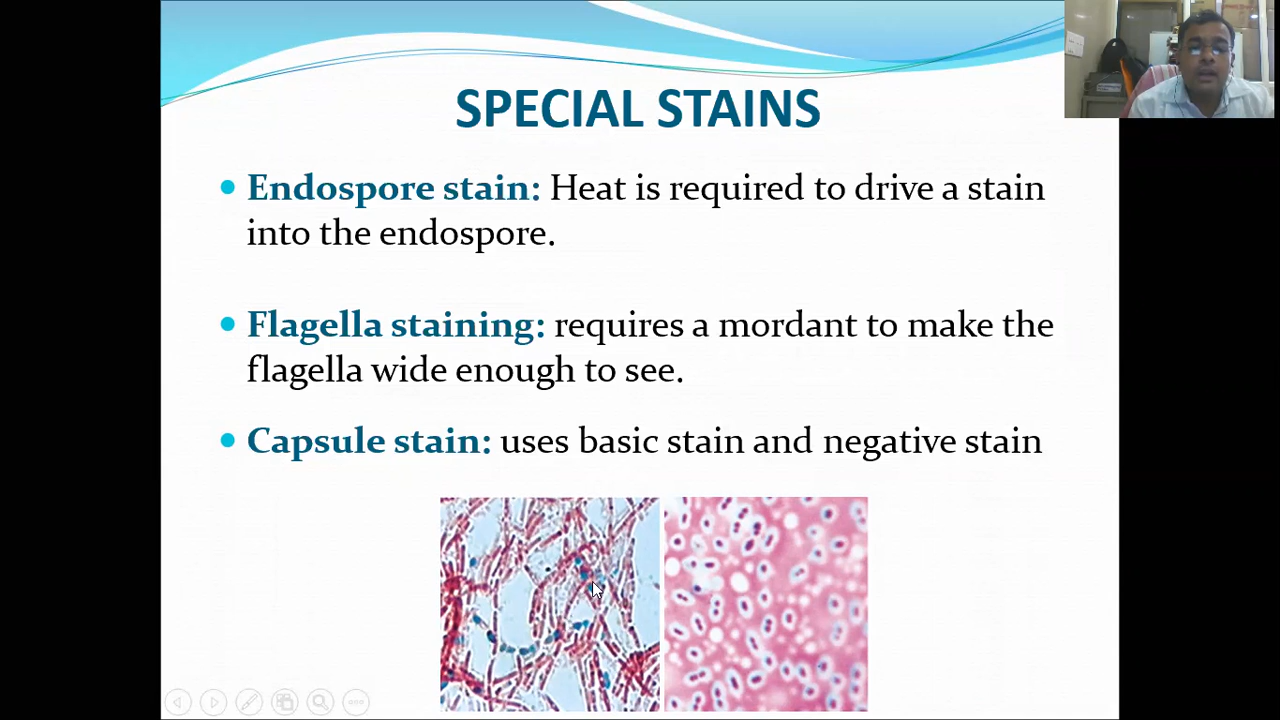 SPECIAL STAINS
Endospore stain: Heat is required to drive a stain
into the endospore.
Flagella staining: requires a mordant to make the
flagella wide enough to see.
Capsule stain: uses basic stain and negative stain